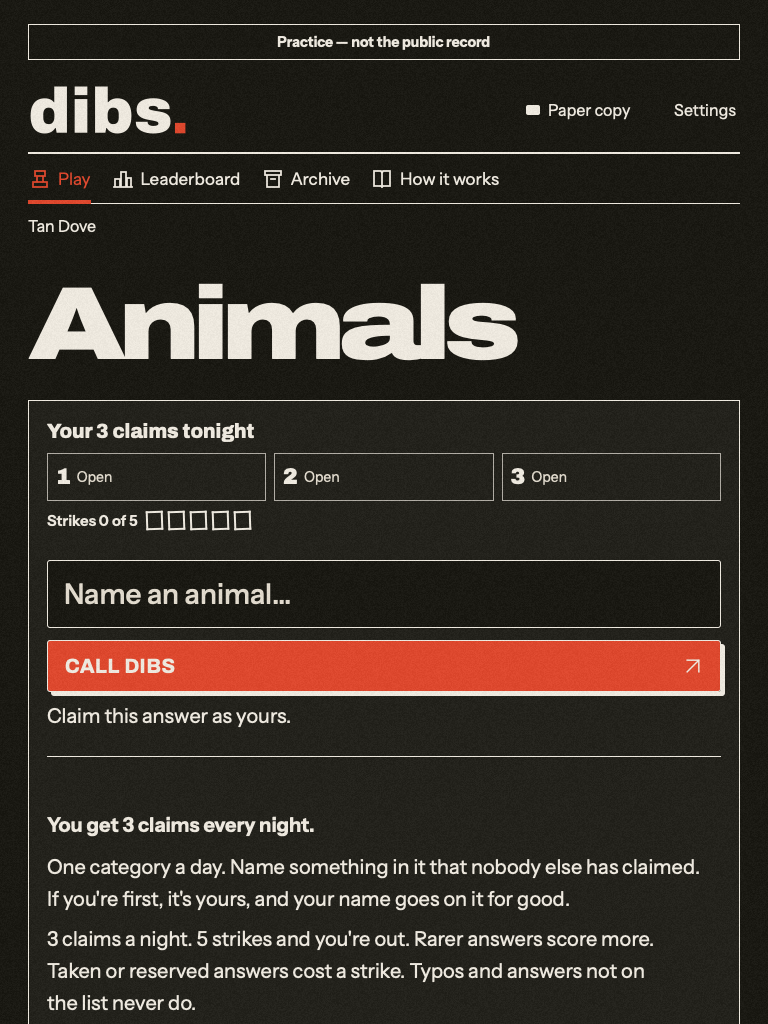 Practice — not the public record
dibs.
Paper copy
Settings
Play
Leaderboard
Archive
How it works
Tan Dove
Animals
Your 3 claims tonight
1 Open
2 Open
3 Open
Strikes 0 of 5
Name an animal...
CALL DIBS
Claim this answer as yours.
You get 3 claims every night.
One category a day. Name something in it that nobody else has claimed.
If you're first, it's yours, and your name goes on it for good.
3 claims a night. 5 strikes and you're out. Rarer answers score more.
Taken or reserved answers cost a strike. Typos and answers not on
the list never do.